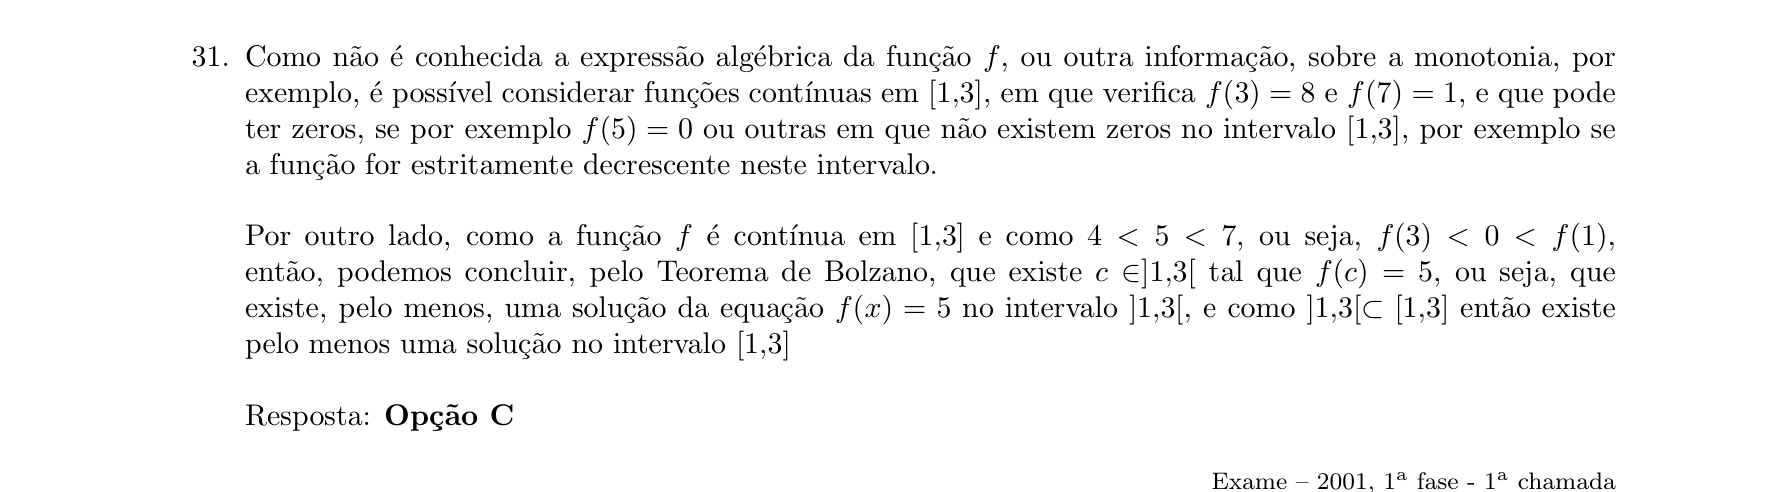 31. Como não é conhecida a expressão algébrica da função f, ou outra informação, sobre a monotonia, por
exemplo, é possível considerar funções contínuas em [1,3], em que verifica f(3) = 8 e f(7) = 1, e que pode
ter zeros, se por exemplo f(5) = 0 ou outras em que não existem zeros no intervalo [1,3], por exemplo se
a função for estritamente decrescente neste intervalo.
Por outro lado, como a função f é contínua em [1,3] e como 4 < 5 < 7, ou seja, f(3) < 0 < f(1),
então, podemos concluir, pelo Teorema de Bolzano, que existe c ∈]1,3[ tal que f(c) = 5, ou seja, que
existe, pelo menos, uma solução da equação f(x) = 5 no intervalo ]1,3[, e como ]1,3[⊂ [1,3] então existe
pelo menos uma solução no intervalo [1,3]
Resposta: Opção C
Exame – 2001, 1ª fase - 1ª chamada